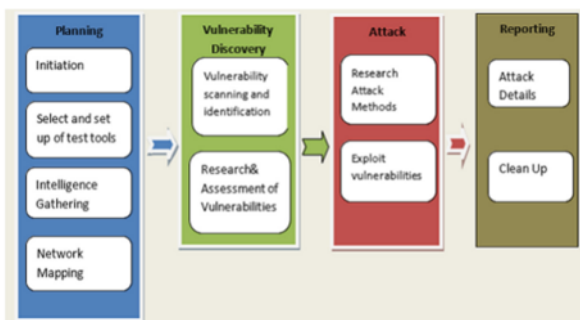 Planning
Initiation
Select and set
up of test tools
Intelligence
Gathering
Network
Mapping
Vulnerability
Discovery
Vulnerability
scanning and
identification
Research&
Assessment of
Vulnerabilities
Attack
Research
Attack
Methods
Exploit
vulnerabilities
Reporting
Attack
Details
Clean Up